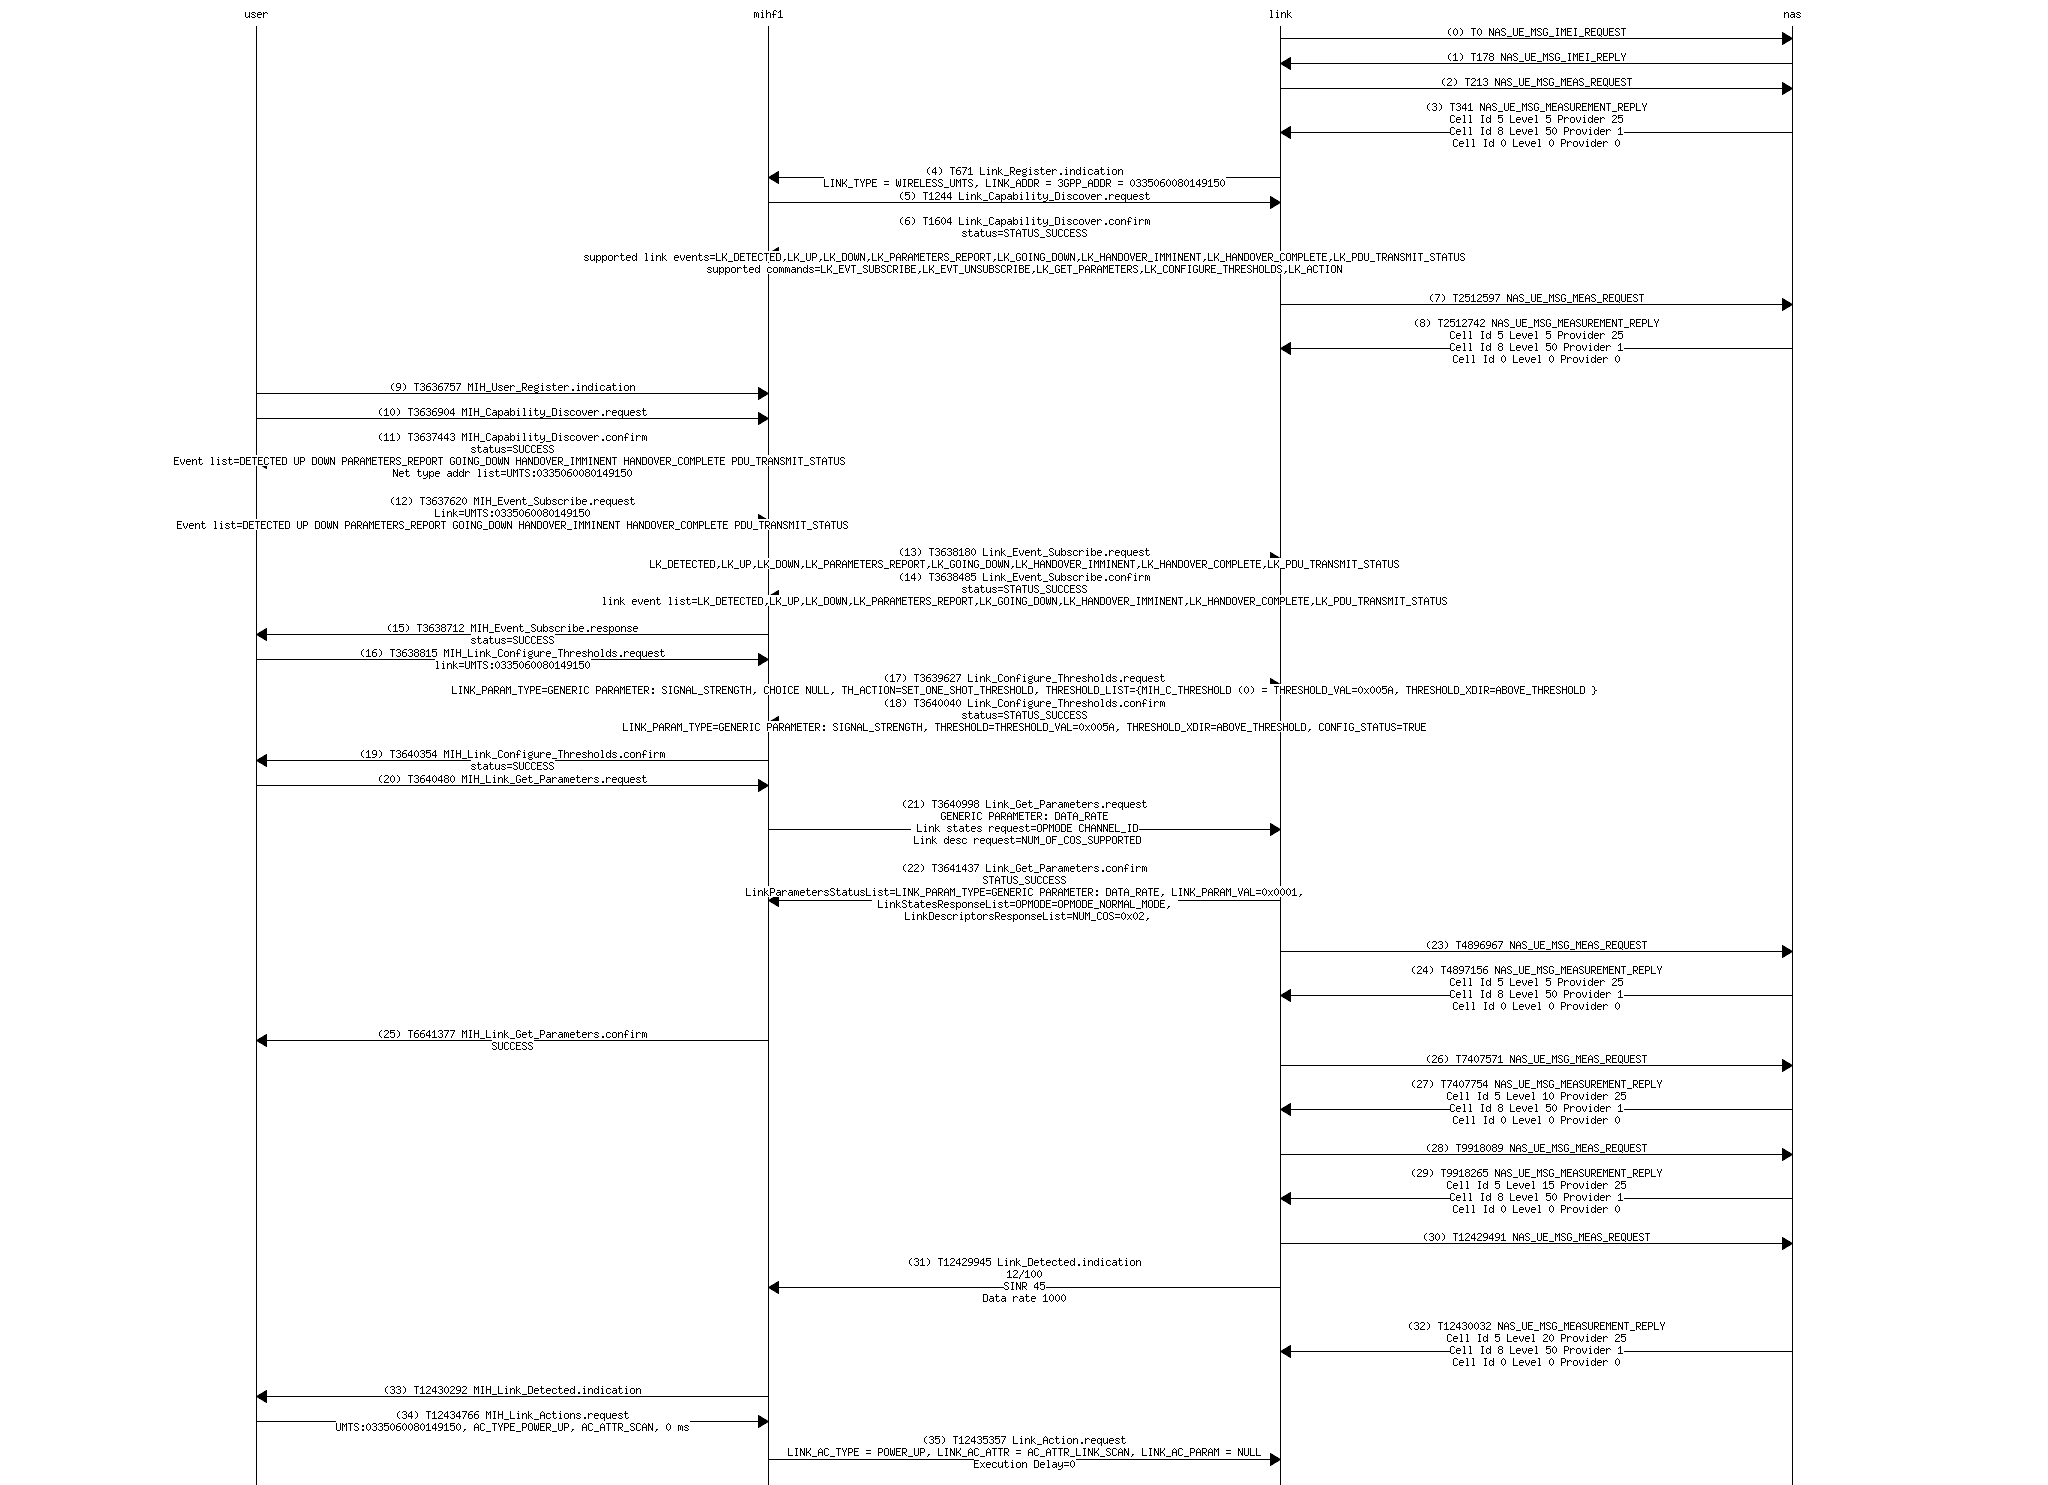 user
mihf1
link
nas
(0) T0 NAS_UE_MSG_IMEI_REQUEST
(1) T178 NAS_UE_MSG_IMEI_REPLY
(2) T213 NAS_UE_MSG_MEAS_REQUEST
(3) T341 NAS_UE_MSG_MEASUREMENT_REPLY
Cell Id 5 Level 5 Provider 25
Cell Id 8 Level 50 Provider 1
Cell Id 0 Level 0 Provider 0
(4) T671 Link_Register.indication
LINK_TYPE = WIRELESS_UMTS, LINK_ADDR = 3GPP_ADDR = 0335060080149150
(5) T1244 Link_Capability_Discover.request
(6) T1604 Link_Capability_Discover.confirm
status=STATUS_SUCCESS
supported link events=LK_DETECTED,LK_UP,LK_DOWN,LK_PARAMETERS_REPORT,LK_GOING_DOWN,LK_HANDOVER_IMMINENT,LK_HANDOVER_COMPLETE,LK_PDU_TRANSMIT_STATUS
supported commands=LK_EVT_SUBSCRIBE,LK_EVT_UNSUBSCRIBE,LK_GET_PARAMETERS,LK_CONFIGURE_THRESHOLDS,LK_ACTION
(7) T2512597 NAS_UE_MSG_MEAS_REQUEST
(8) T2512742 NAS_UE_MSG_MEASUREMENT_REPLY
Cell Id 5 Level 5 Provider 25
Cell Id 8 Level 50 Provider 1
Cell Id 0 Level 0 Provider 0
(9) T3636757 MIH_User_Register.indication
(10) T3636904 MIH_Capability_Discover.request
(11) T3637443 MIH_Capability_Discover.confirm
status=SUCCESS
Event list=DETECTED UP DOWN PARAMETERS_REPORT GOING_DOWN HANDOVER_IMMINENT HANDOVER_COMPLETE PDU_TRANSMIT_STATUS
Net type addr list=UMTS:0335060080149150
(12) T3637620 MIH_Event_Subscribe.request
Link=UMTS:0335060080149150
Event list=DETECTED UP DOWN PARAMETERS_REPORT GOING_DOWN HANDOVER_IMMINENT HANDOVER_COMPLETE PDU_TRANSMIT_STATUS
(13) T3638180 Link_Event_Subscribe.request
LK_DETECTED,LK_UP,LK_DOWN,LK_PARAMETERS_REPORT,LK_GOING_DOWN,LK_HANDOVER_IMMINENT,LK_HANDOVER_COMPLETE,LK_PDU_TRANSMIT_STATUS
(14) T3638485 Link_Event_Subscribe.confirm
status=STATUS_SUCCESS
link event list=LK_DETECTED,LK_UP,LK_DOWN,LK_PARAMETERS_REPORT,LK_GOING_DOWN,LK_HANDOVER_IMMINENT,LK_HANDOVER_COMPLETE,LK_PDU_TRANSMIT_STATUS
(15) T3638712 MIH_Event_Subscribe.response
status=SUCCESS
(16) T3638815 MIH_Link_Configure_Thresholds.request
link=UMTS:0335060080149150
(17) T3639627 Link_Configure_Thresholds.request
LINK_PARAM_TYPE=GENERIC PARAMETER: SIGNAL_STRENGTH, CHOICE NULL, TH_ACTION=SET_ONE_SHOT_THRESHOLD, THRESHOLD_LIST={MIH_C_THRESHOLD (0) = THRESHOLD_VAL=0x005A, THRESHOLD_XDIR=ABOVE_THRESHOLD }
(18) T3640040 Link_Configure_Thresholds.confirm
status=STATUS_SUCCESS
LINK_PARAM_TYPE=GENERIC PARAMETER: SIGNAL_STRENGTH, THRESHOLD=THRESHOLD_VAL=0x005A, THRESHOLD_XDIR=ABOVE_THRESHOLD, CONFIG_STATUS=TRUE
(19) T3640354 MIH_Link_Configure_Thresholds.confirm
status=SUCCESS
(20) T3640480 MIH_Link_Get_Parameters.request
(21) T3640998 Link_Get_Parameters.request
GENERIC PARAMETER: DATA_RATE
Link states request=OPMODE CHANNEL_ID
Link desc request=NUM_OF_COS_SUPPORTED
(22) T3641437 Link_Get_Parameters.confirm
STATUS_SUCCESS
LinkParametersStatusList=LINK_PARAM_TYPE=GENERIC PARAMETER: DATA_RATE, LINK_PARAM_VAL=0x0001,
LinkStatesResponseList=OPMODE=OPMODE_NORMAL_MODE,
LinkDescriptorsResponseList=NUM_COS=0x02,
(23) T4896967 NAS_UE_MSG_MEAS_REQUEST
(24) T4897156 NAS_UE_MSG_MEASUREMENT_REPLY
Cell Id 5 Level 5 Provider 25
Cell Id 8 Level 50 Provider 1
Cell Id 0 Level 0 Provider 0
(25) T6641377 MIH_Link_Get_Parameters.confirm
SUCCESS
(26) T7407571 NAS_UE_MSG_MEAS_REQUEST
(27) T7407754 NAS_UE_MSG_MEASUREMENT_REPLY
Cell Id 5 Level 10 Provider 25
Cell Id 8 Level 50 Provider 1
Cell Id 0 Level 0 Provider 0
(28) T9918089 NAS_UE_MSG_MEAS_REQUEST
(29) T9918265 NAS_UE_MSG_MEASUREMENT_REPLY
Cell Id 5 Level 15 Provider 25
Cell Id 8 Level 50 Provider 1
Cell Id 0 Level 0 Provider 0
(30) T12429491 NAS_UE_MSG_MEAS_REQUEST
(31) T12429945 Link_Detected.indication
12/100
SINR 45
Data rate 1000
(32) T12430032 NAS_UE_MSG_MEASUREMENT_REPLY
Cell Id 5 Level 20 Provider 25
Cell Id 8 Level 50 Provider 1
Cell Id 0 Level 0 Provider 0
(33) T12430292 MIH_Link_Detected.indication
(34) T12434766 MIH_Link_Actions.request
UMTS:0335060080149150, AC_TYPE_POWER_UP, AC_ATTR_SCAN, 0 ms
(35) T12435357 Link_Action.request
LINK_AC_TYPE = POWER_UP, LINK_AC_ATTR = AC_ATTR_LINK_SCAN, LINK_AC_PARAM = NULL
Execution Delay=0